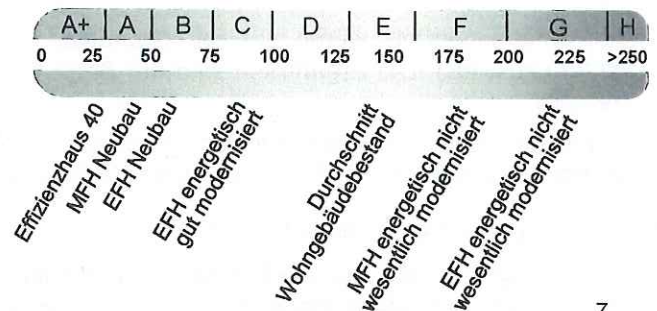 A+ A B C D E F G H
0 25 50 75 100 125 150 175 200 225 >250
Effizienzhaus 40
MFH Neubau
EFH Neubau
EFH energetisch
gut modernisiert
Durchschnitt
Wohngebäudebestand
MFH energetisch nicht
wesentlich modernisiert
EFH energetisch nicht
wesentlich modernisiert